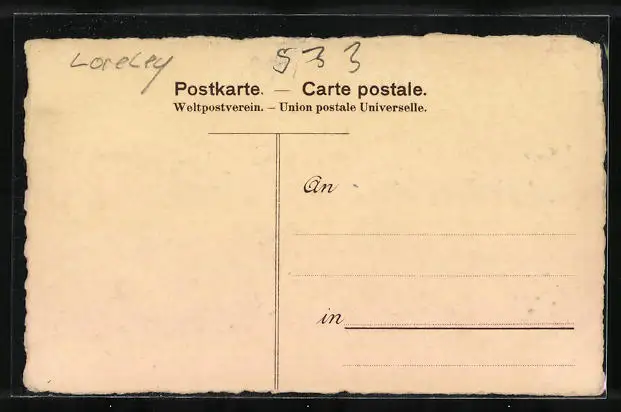 Loreley 533
Postkarte. — Carte postale.
Weltpostverein. – Union postale Universelle.
An
in